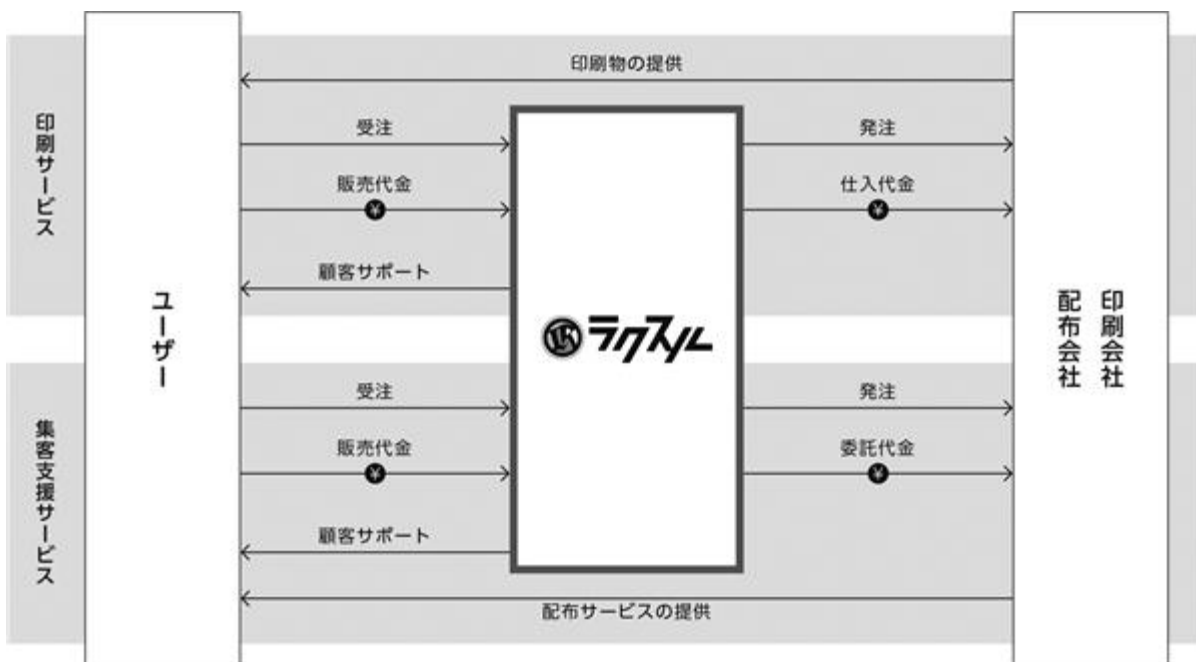 印刷サービス
ユーザー
印刷物の提供
受注
発注
販売代金
¥
仕入代金
¥
顧客サポート
ラクスル
印刷会社
配布会社
集客支援サービス
受注
発注
販売代金
¥
委託代金
¥
顧客サポート
配布サービスの提供